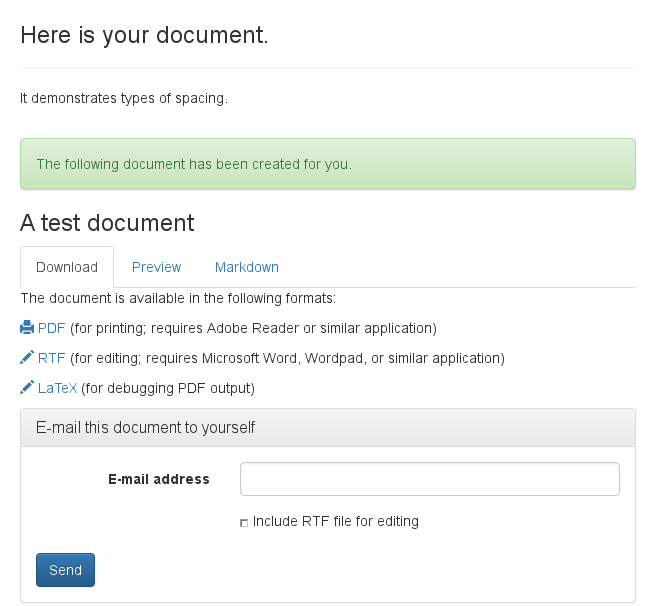 Here is your document.
It demonstrates types of spacing.
The following document has been created for you.
A test document
Download Preview Markdown
The document is available in the following formats:
PDF (for printing; requires Adobe Reader or similar application)
RTF (for editing; requires Microsoft Word, Wordpad, or similar application)
LaTeX (for debugging PDF output)
E-mail this document to yourself
E-mail address
Include RTF file for editing
Send